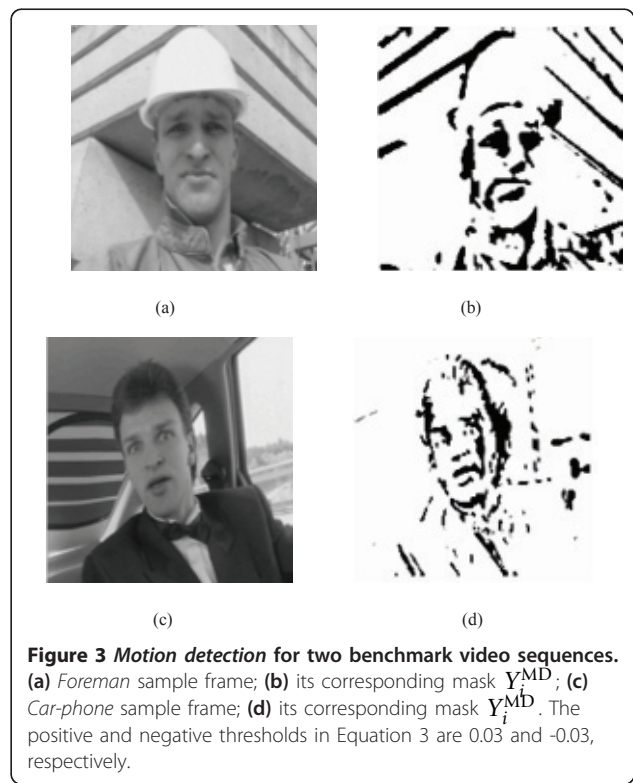 (a)
(b)
(c)
(d)
Figure 3 Motion detection for two benchmark video sequences.
(a) Foreman sample frame; (b) its corresponding mask Y_i^MD; (c)
Car-phone sample frame; (d) its corresponding mask Y_i^MD. The
positive and negative thresholds in Equation 3 are 0.03 and -0.03,
respectively.